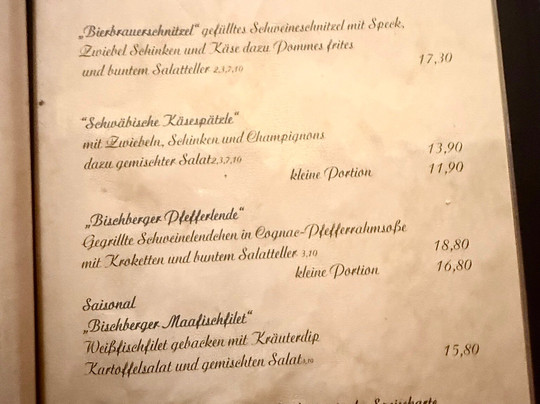 „Bierbrauerschnitzel“ gefülltes Schweineschnitzel mit Speck,
Zwiebel Schinken und Käse dazu Pommes frites
und buntem Salatteller 2,3,7,10
17,30
“Schwäbische Käsespätzle“
mit Zwiebeln, Schinken und Champignons
13,90
dazu gemischter Salat2,3,7,10
kleine Portion 11,90
„Bischberger Pfefferlende“
Gegrillte Schweinelendchen in Cognac-Pfefferrahmsoße
18,80
mit Kroketten und buntem Salatteller 3,10
kleine Portion 16,80
Saisonal
„Bischberger Maafischfilet“
Weißfischfilet gebacken mit Kräuterdip
15,80
Kartoffelsalat und gemischten Salat